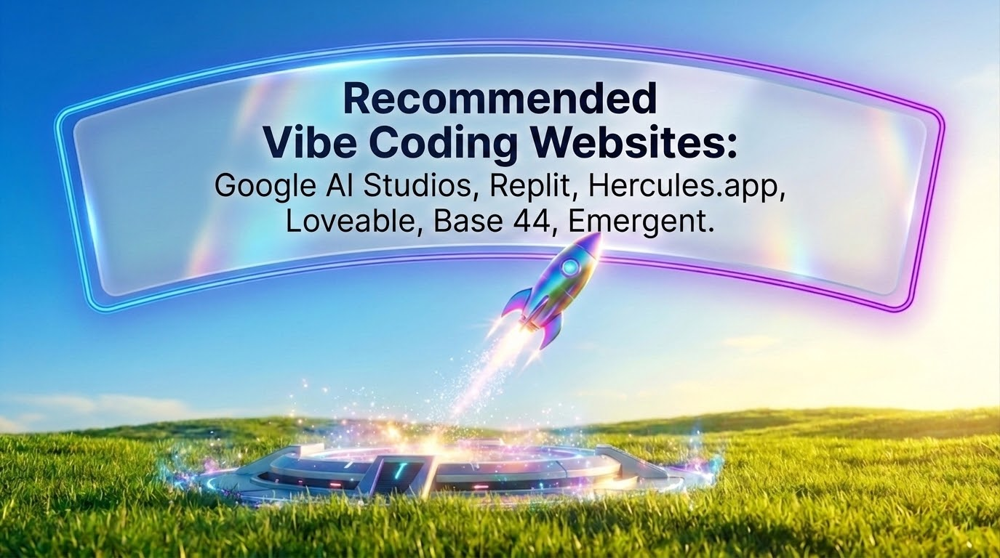 Recommended
Vibe Coding Websites:
Google AI Studios, Replit, Hercules.app,
Loveable, Base 44, Emergent.